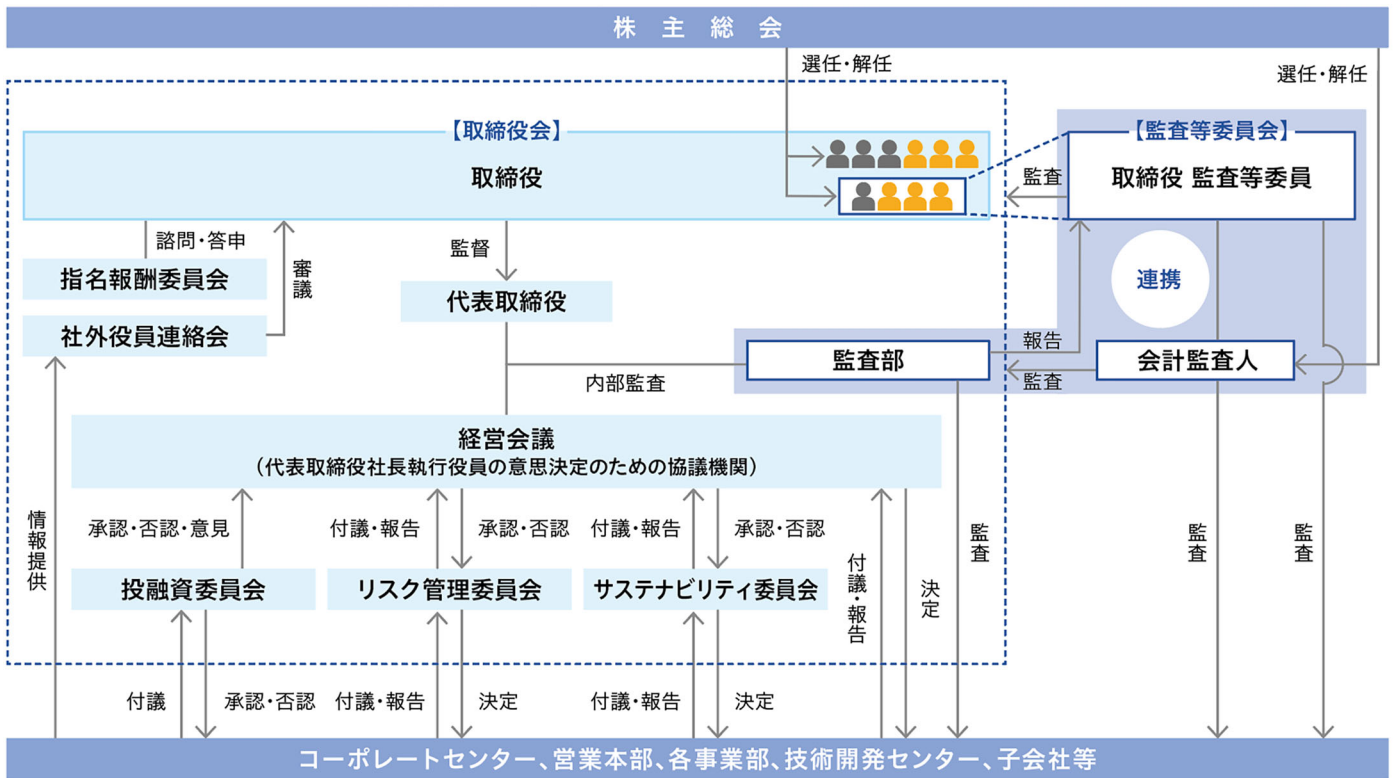 株主総会
選任・解任
選任・解任
【取締役会】
取締役
【監査等委員会】
取締役 監査等委員
監査
諮問・答申
審議
監督
指名報酬委員会
代表取締役
連携
社外役員連絡会
監査部
報告
会計監査人
内部監査
監査
経営会議
（代表取締役社長執行役員の意思決定のための協議機関）
情報提供
承認・否認・意見
付議・報告
承認・否認
付議・報告
承認・否認
付議・報告
決定
監査
監査
監査
投融資委員会
リスク管理委員会
サステナビリティ委員会
付議
承認・否認
付議・報告
決定
付議・報告
決定
コーポレートセンター、営業本部、各事業部、技術開発センター、子会社等